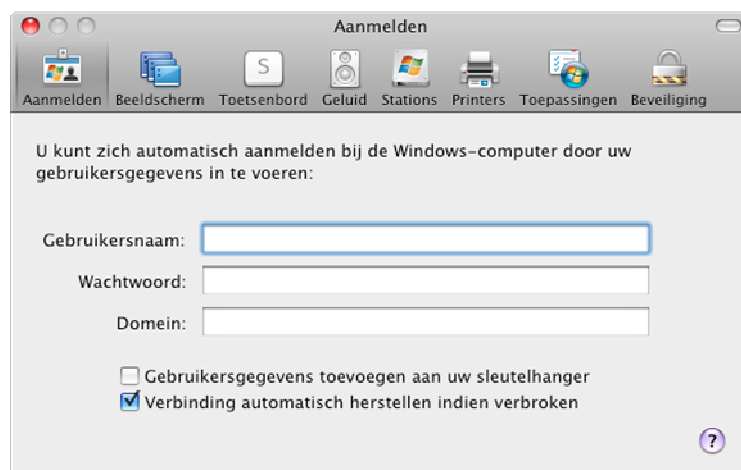 Aanmelden
S
Aanmelden Beeldscherm Toetsenbord Geluid Stations Printers Toepassingen Beveiliging
U kunt zich automatisch aanmelden bij de Windows-computer door uw
gebruikersgegevens in te voeren:
Gebruikersnaam:
Wachtwoord:
Domein:
Gebruikersgegevens toevoegen aan uw sleutelhanger
Verbinding automatisch herstellen indien verbroken
?